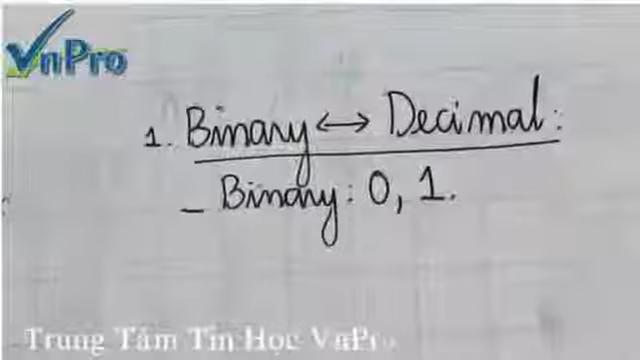 VnPro
1. Binary ↔ Decimal:
_ Binary: 0, 1.
Trung Tâm Tin Học VnPro